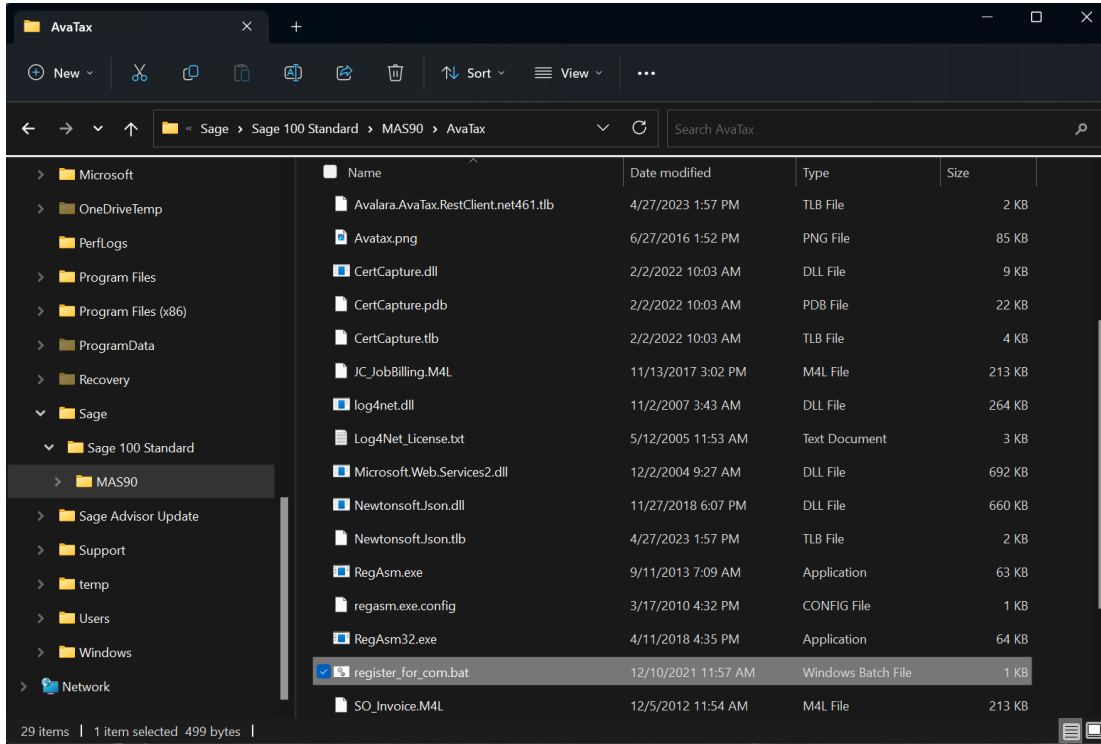 AvaTax
New
Sort
View
« Sage > Sage 100 Standard > MAS90 > AvaTax
Search AvaTax
Microsoft
OneDriveTemp
PerfLogs
Program Files
Program Files (x86)
ProgramData
Recovery
Sage
Sage 100 Standard
MAS90
Sage Advisor Update
Support
temp
Users
Windows
Network
Name Date modified Type Size
Avalara.AvaTax.RestClient.net461.tlb 4/27/2023 1:57 PM TLB File 2 KB
Avatax.png 6/27/2016 1:52 PM PNG File 85 KB
CertCapture.dll 2/2/2022 10:03 AM DLL File 9 KB
CertCapture.pdb 2/2/2022 10:03 AM PDB File 22 KB
CertCapture.tlb 2/2/2022 10:03 AM TLB File 4 KB
JC_JobBilling.M4L 11/13/2017 3:02 PM M4L File 213 KB
log4net.dll 11/2/2007 3:43 AM DLL File 264 KB
Log4Net_License.txt 5/12/2005 11:53 AM Text Document 3 KB
Microsoft.Web.Services2.dll 12/2/2004 9:27 AM DLL File 692 KB
Newtonsoft.Json.dll 11/27/2018 6:07 PM DLL File 660 KB
Newtonsoft.Json.tlb 4/27/2023 1:57 PM TLB File 2 KB
RegAsm.exe 9/11/2013 7:09 AM Application 63 KB
regasm.exe.config 3/17/2010 4:32 PM CONFIG File 1 KB
RegAsm32.exe 4/11/2018 4:35 PM Application 64 KB
register_for_com.bat 12/10/2021 11:57 AM Windows Batch File 1 KB
SO_Invoice.M4L 12/5/2012 11:54 AM M4L File 213 KB
29 items 1 item selected 499 bytes